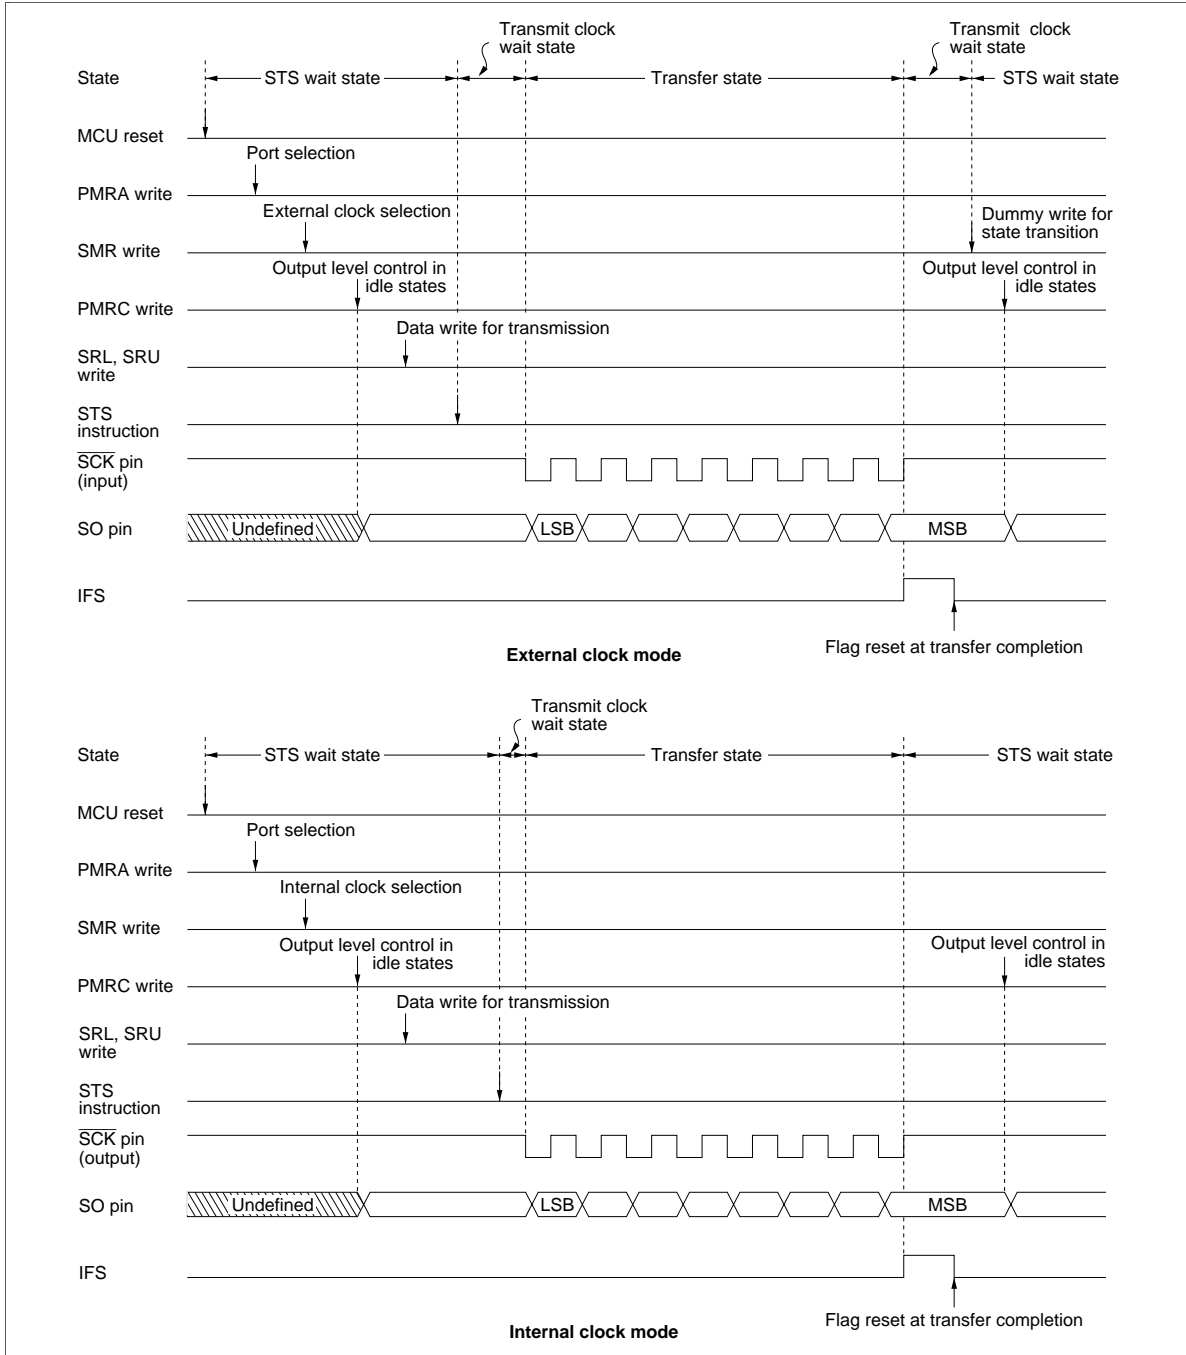 Transmit clock
wait state
Transmit clock
wait state
State
STS wait state
Transfer state
STS wait state
MCU reset
Port selection
PMRA write
External clock selection
Dummy write for
state transition
SMR write
Output level control in
idle states
Output level control in
idle states
PMRC write
Data write for transmission
SRL, SRU
write
STS
instruction
SCK pin
(input)
SO pin
Undefined
LSB
MSB
IFS
Flag reset at transfer completion
External clock mode
Transmit clock
wait state
State
STS wait state
Transfer state
STS wait state
MCU reset
Port selection
PMRA write
Internal clock selection
SMR write
Output level control in
idle states
Output level control in
idle states
PMRC write
Data write for transmission
SRL, SRU
write
STS
instruction
SCK pin
(output)
SO pin
Undefined
LSB
MSB
IFS
Flag reset at transfer completion
Internal clock mode